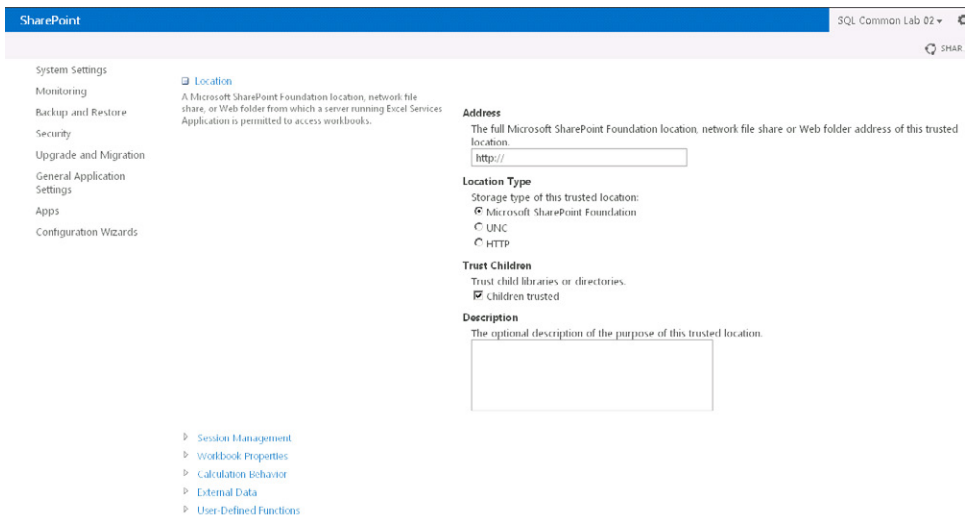 SharePoint
SQL Common Lab 02
SHAR
System Settings
Monitoring
Backup and Restore
Security
Upgrade and Migration
General Application
Settings
Apps
Configuration Wizards
Location
A Microsoft SharePoint Foundation location, network file
share, or Web folder from which a server running Excel Services
Application is permitted to access workbooks.
Address
The full Microsoft SharePoint Foundation location, network file share or Web folder address of this trusted
location.
http://
Location Type
Storage type of this trusted location:
Microsoft SharePoint Foundation
UNC
HTTP
Trust Children
Trust child libraries or directories.
Children trusted
Description
The optional description of the purpose of this trusted location.
Session Management
Workbook Properties
Calculation Behavior
External Data
User-Defined Functions